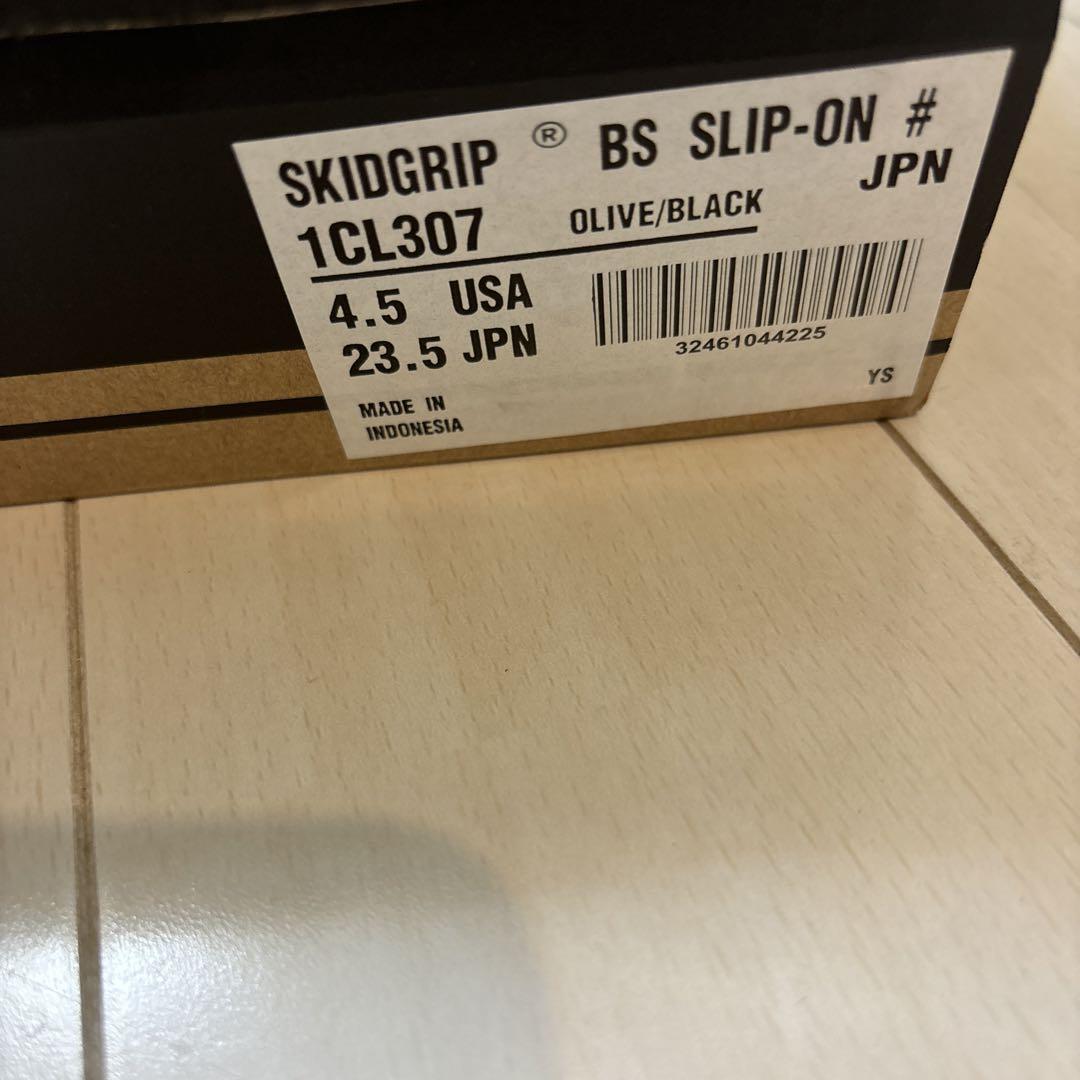 SKIDGRIP ® BS SLIP-ON #
JPN
1CL307 OLIVE/BLACK
4.5 USA
23.5 JPN
32461044225
MADE IN
INDONESIA
YS